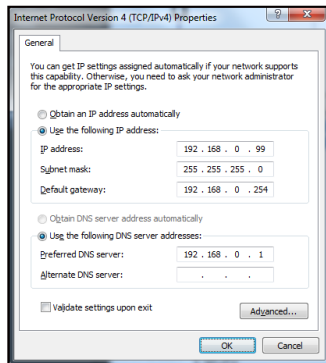 Internet Protocol Version 4 (TCP/IPv4) Properties
General
You can get IP settings assigned automatically if your network supports
this capability. Otherwise, you need to ask your network administrator
for the appropriate IP settings.
Obtain an IP address automatically
Use the following IP address:
IP address: 192 . 168 . 0 . 99
Subnet mask: 255 . 255 . 255 . 0
Default gateway: 192 . 168 . 0 . 254
Obtain DNS server address automatically
Use the following DNS server addresses:
Preferred DNS server: 192 . 168 . 0 . 1
Alternate DNS server: . . .
Validate settings upon exit
Advanced...
OK Cancel